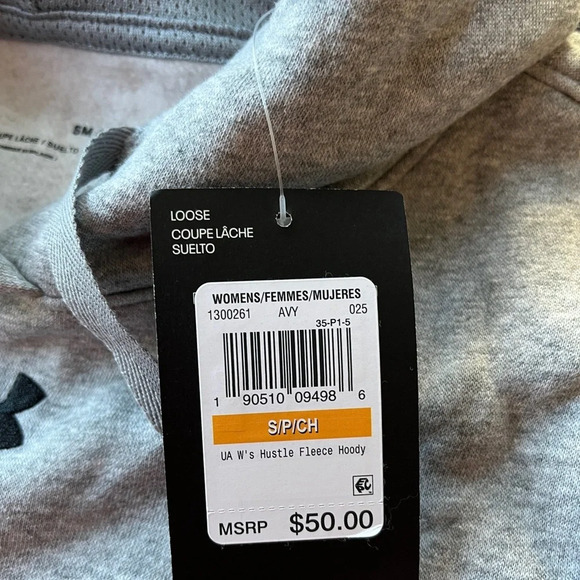 SM
LOOSE
COUPE LÂCHE
SUELTO
WOMENS/FEMMES/MUJERES
1300261 AVY 025
35-P1-5
1 90510 09498 6
S/P/CH
UA W's Hustle Fleece Hoody
MSRP $50.00